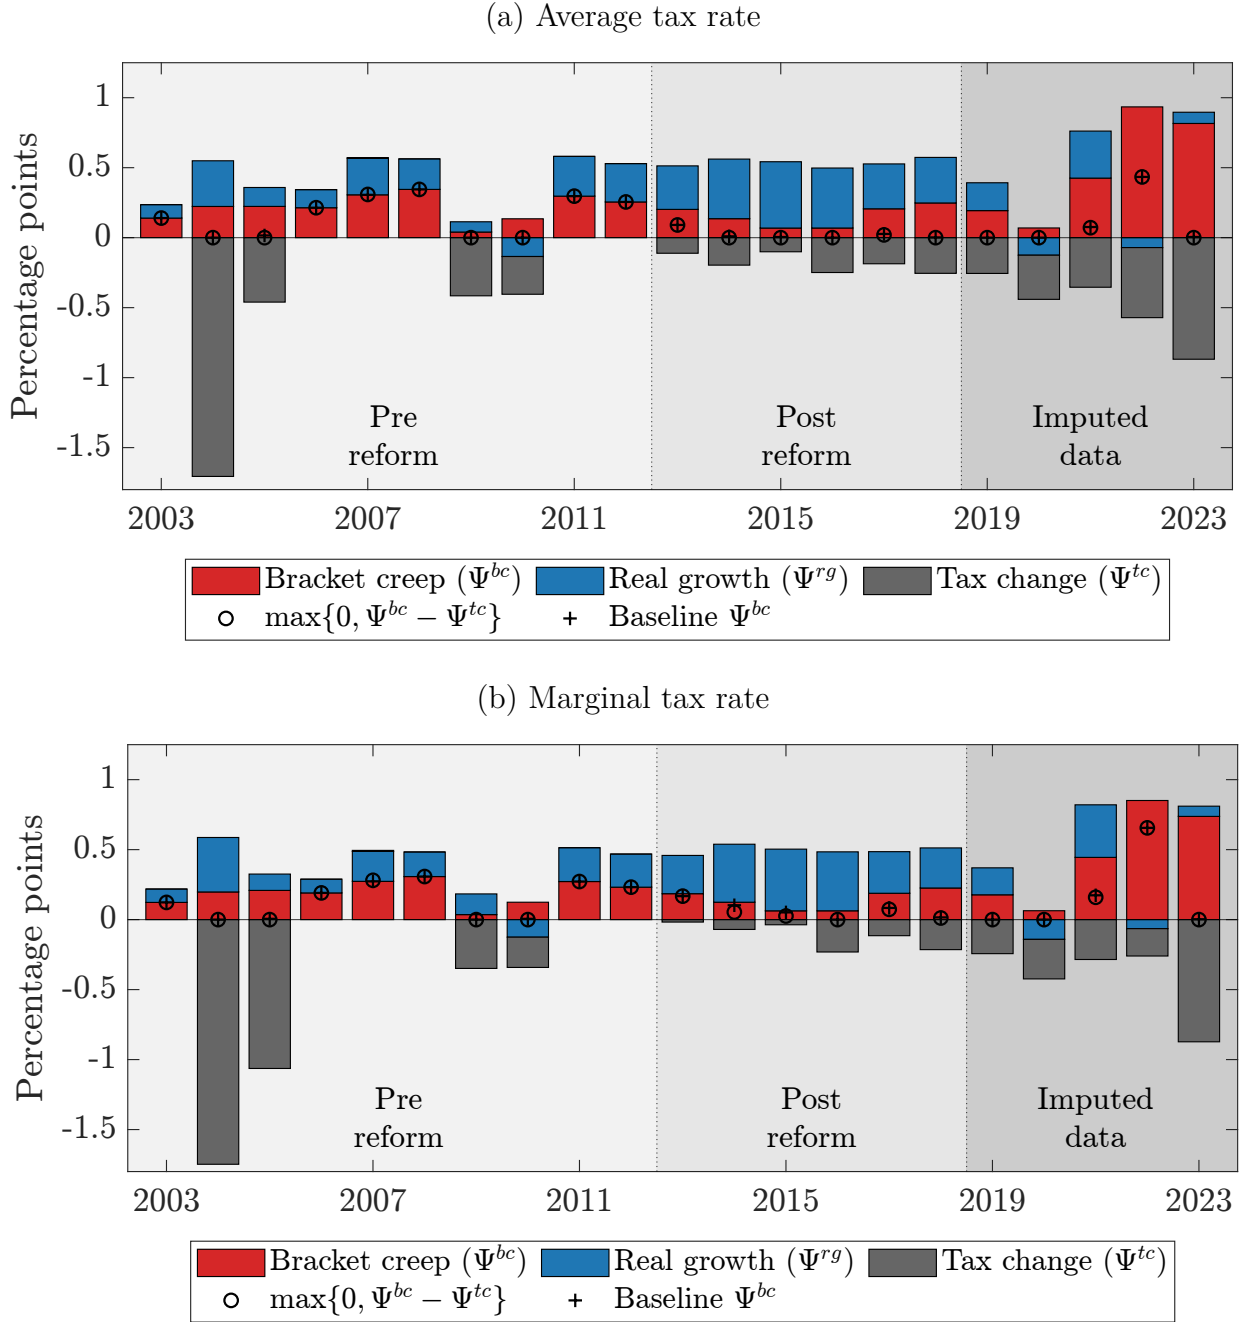 (a) Average tax rate
Percentage points
1
0.5
0
-0.5
-1
-1.5
Pre
reform
Post
reform
Imputed
data
2003 2007 2011 2015 2019 2023
Bracket creep (Ψ^{bc}) Real growth (Ψ^{rg}) Tax change (Ψ^{tc})
max{0, Ψ^{bc} − Ψ^{tc}} Baseline Ψ^{bc}
(b) Marginal tax rate
Percentage points
1
0.5
0
-0.5
-1
-1.5
Pre
reform
Post
reform
Imputed
data
2003 2007 2011 2015 2019 2023
Bracket creep (Ψ^{bc}) Real growth (Ψ^{rg}) Tax change (Ψ^{tc})
max{0, Ψ^{bc} − Ψ^{tc}} Baseline Ψ^{bc}